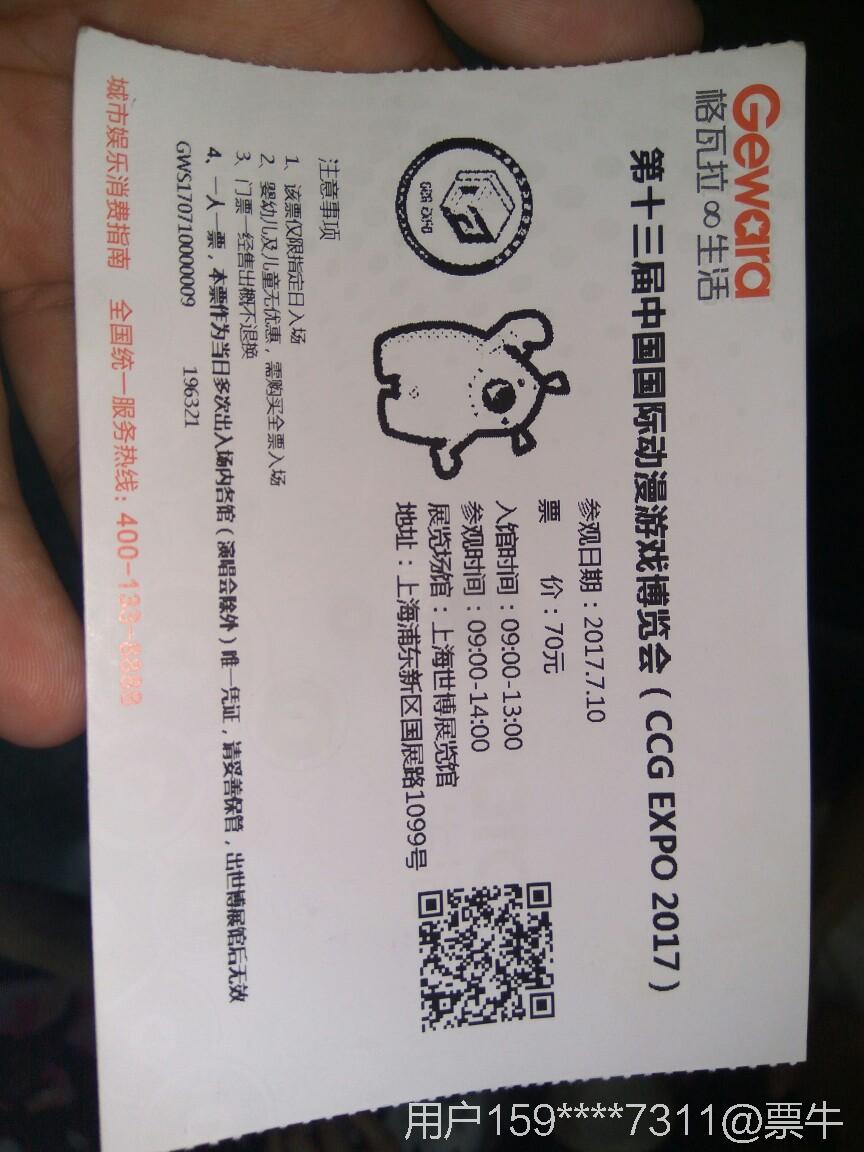 Gewara
格瓦拉∞生活
第十三届中国国际动漫游戏博览会（CCG EXPO 2017）
参观日期：2017.7.10
票 价：70元
入馆时间：09:00-13:00
参观时间：09:00-14:00
展览场馆：上海世博展览馆
地址：上海浦东新区国展路1099号
CCG EXPO
注意事项
1、该票仅限指定日入场
2、婴幼儿及儿童无优惠，需购买全票入场
3、门票一经售出概不退换
4、一人一票，本票作为当日多次出入场内各馆（演唱会除外）唯一凭证，请妥善保管，出世博展馆后无效
GWS170710000009 196321
城市娱乐消费指南 全国统一服务热线：400-133-8888
用户159****7311@票牛